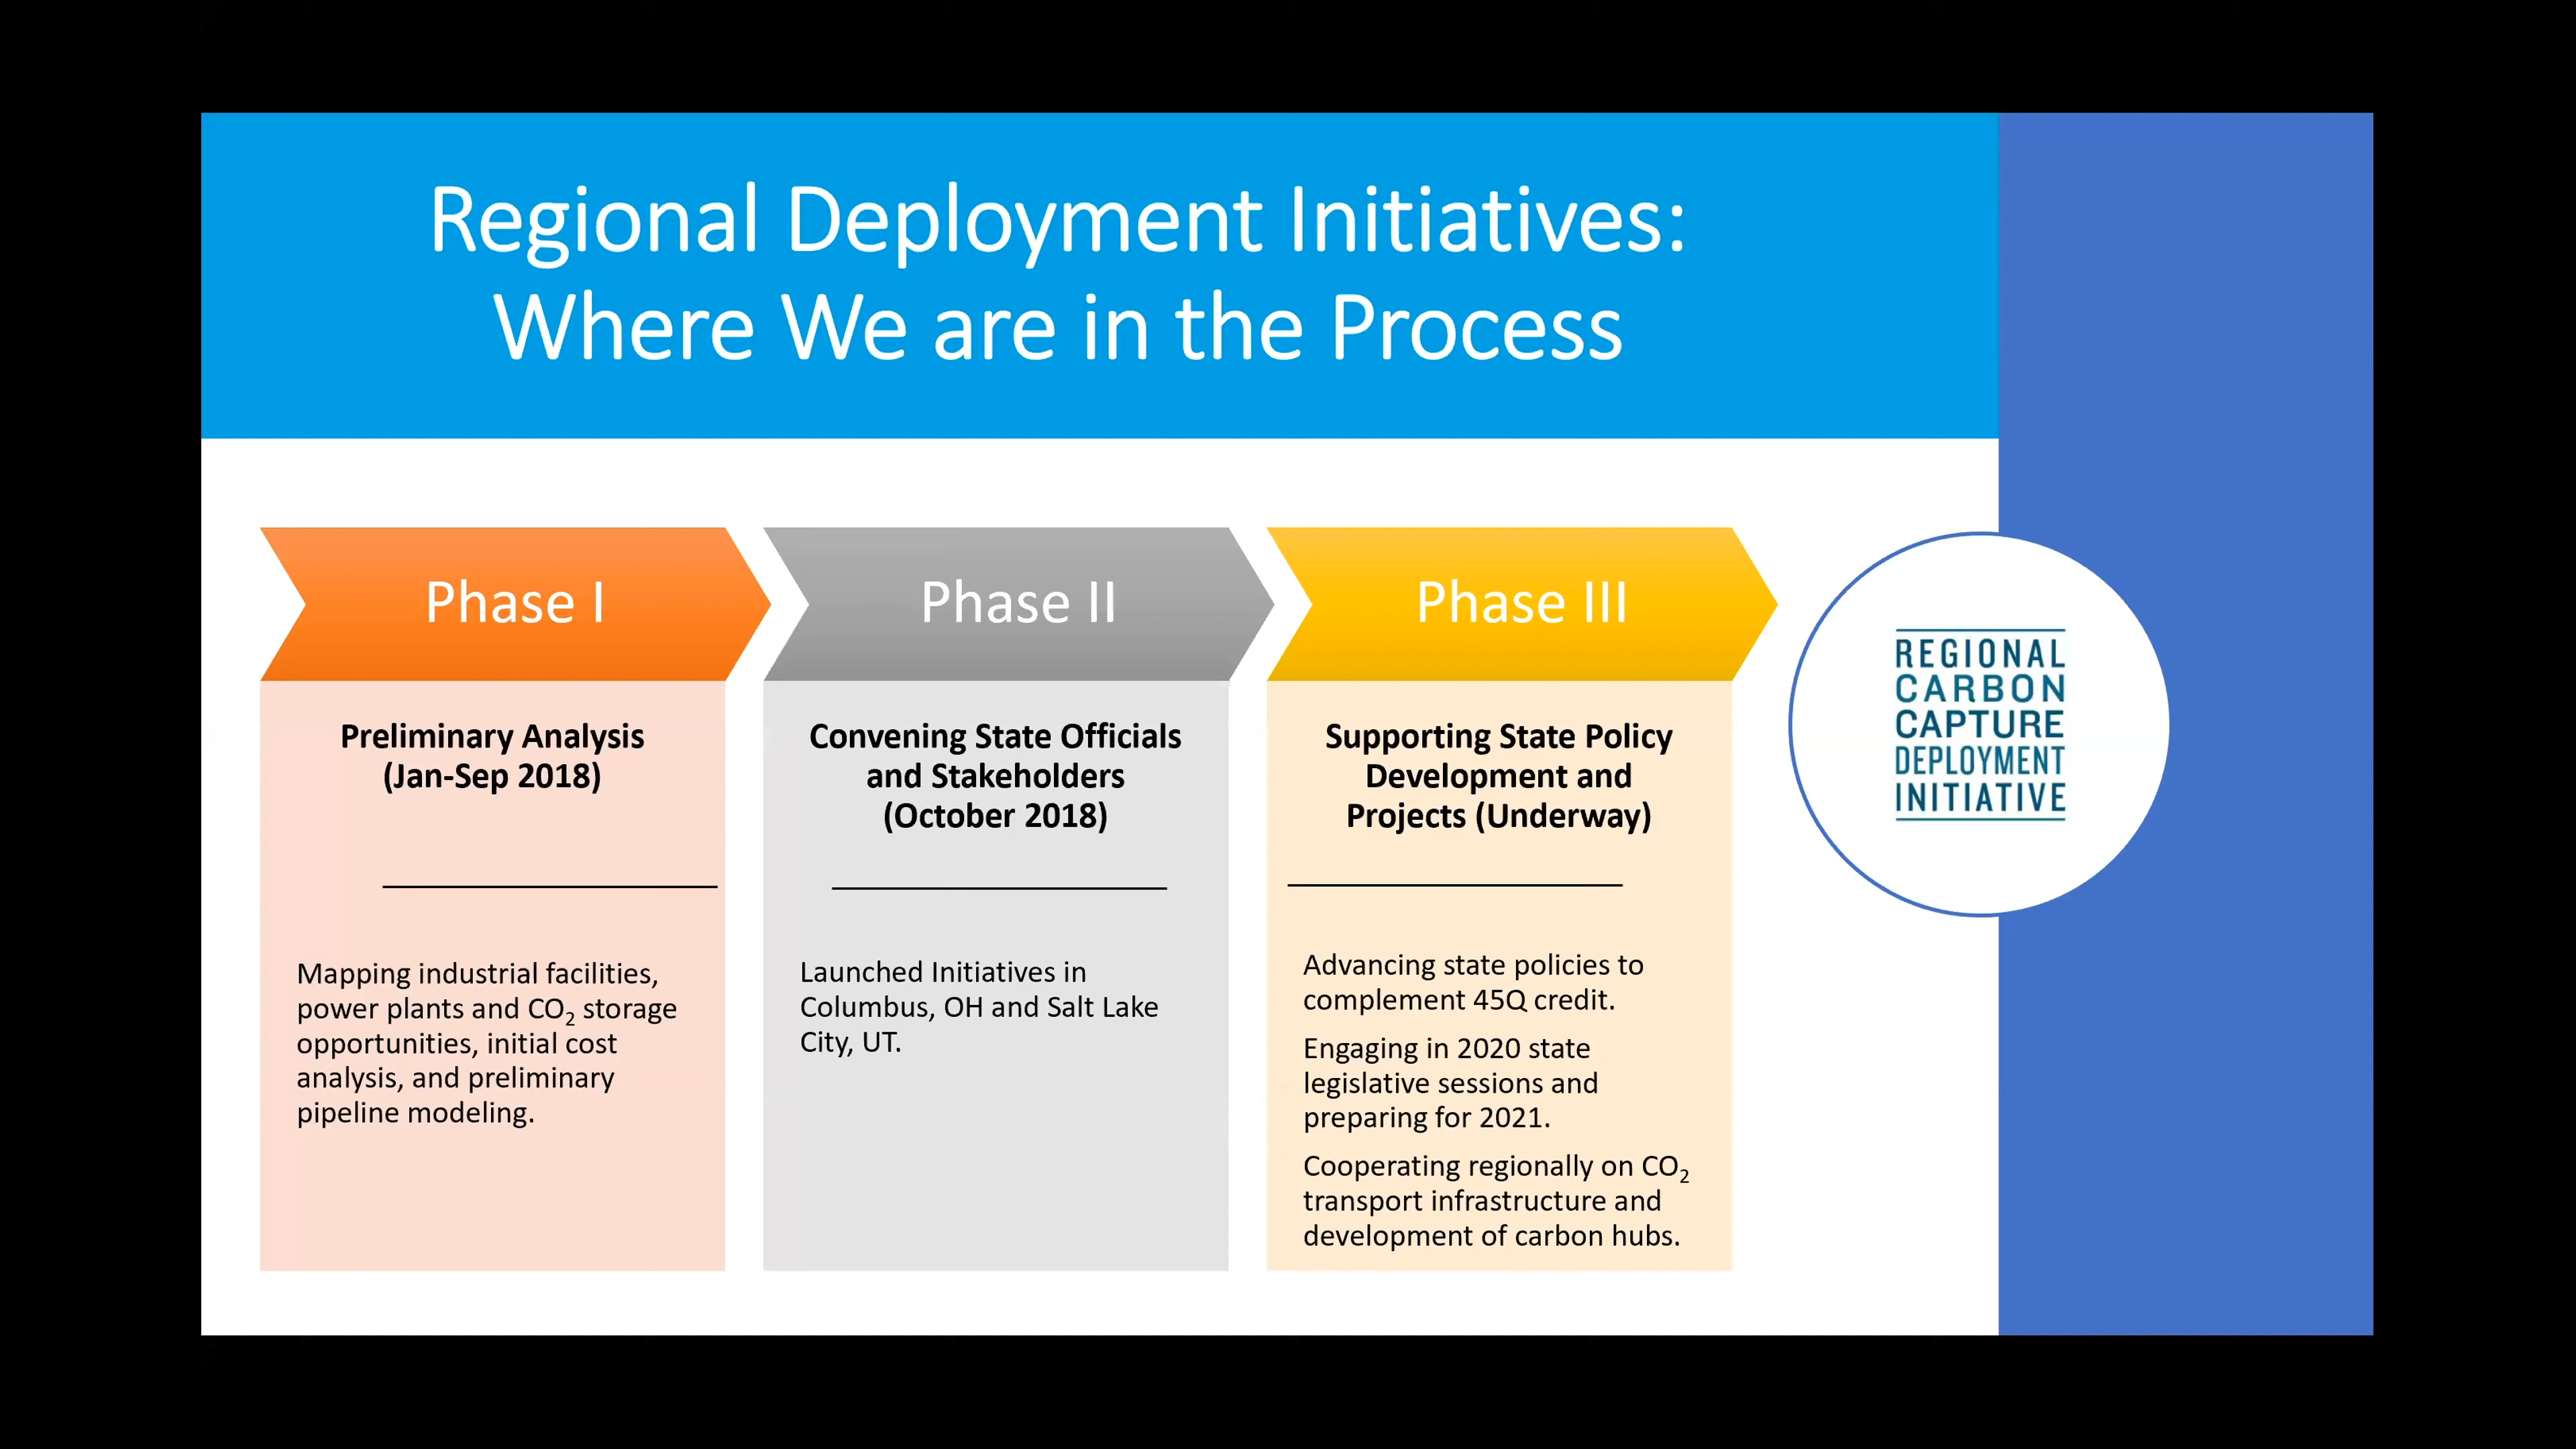 Regional Deployment Initiatives:
Where We are in the Process
Phase I
Preliminary Analysis
(Jan-Sep 2018)
Mapping industrial facilities,
power plants and CO₂ storage
opportunities, initial cost
analysis, and preliminary
pipeline modeling.
Phase II
Convening State Officials
and Stakeholders
(October 2018)
Launched Initiatives in
Columbus, OH and Salt Lake
City, UT.
Phase III
Supporting State Policy
Development and
Projects (Underway)
Advancing state policies to
complement 45Q credit.
Engaging in 2020 state
legislative sessions and
preparing for 2021.
Cooperating regionally on CO₂
transport infrastructure and
development of carbon hubs.
REGIONAL
CARBON
CAPTURE
DEPLOYMENT
INITIATIVE